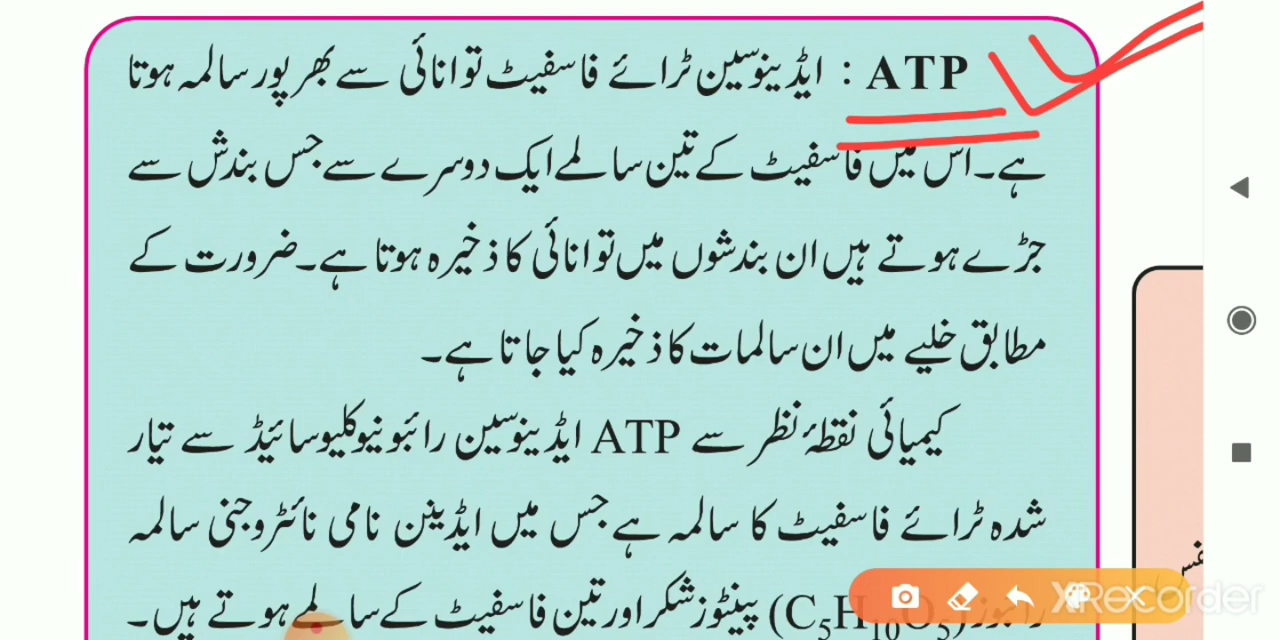 ATP : ایڈینوسین ٹرائے فاسفیٹ توانائی سے بھرپور سالمہ ہوتا
ہے۔ اس میں فاسفیٹ کے تین سالمے ایک دوسرے سے جس بندش سے
جڑے ہوتے ہیں ان بندشوں میں توانائی کا ذخیرہ ہوتا ہے۔ ضرورت کے
مطابق خلیے میں ان سالمات کا ذخیرہ کیا جاتا ہے۔
کیمیائی نقطۂ نظر سے ATP ایڈینوسین رائبونیوکلیوسائیڈ سے تیار
شدہ ٹرائے فاسفیٹ کا سالمہ ہے جس میں ایڈینن نامی نائٹروجنی سالمہ
رائبوز (C₅H₁₀O₅) پینٹوز شکر اور تین فاسفیٹ کے سالمے ہوتے ہیں۔
XRecorder